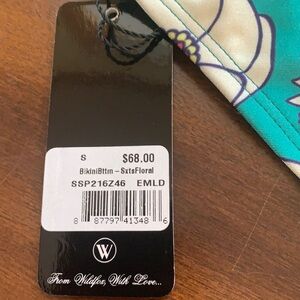 S $68.00
BikiniBttm-SxtsFloral
SSP216Z46 EMLD
8 87797 41348 6
W
From Wildfox, With Love...